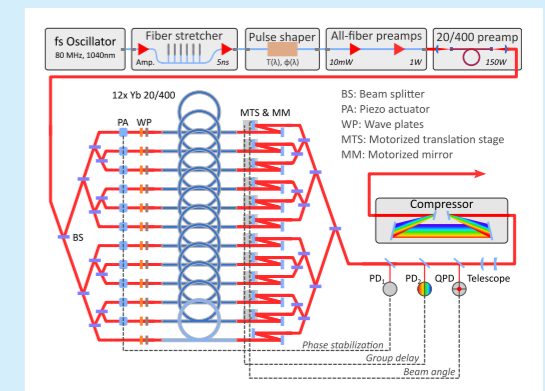 fs Oscillator
80 MHz, 1040nm
Fiber stretcher
Amp.
5ns
Pulse shaper
T(λ), ϕ(λ)
All-fiber preamps
10mW
1W
20/400 preamp
150W
12x Yb 20/400
MTS & MM
PA
WP
BS: Beam splitter
PA: Piezo actuator
WP: Wave plates
MTS: Motorized translation stage
MM: Motorized mirror
BS
Compressor
PD1
PD2
QPD
Telescope
Phase stabilization
Group delay
Beam angle